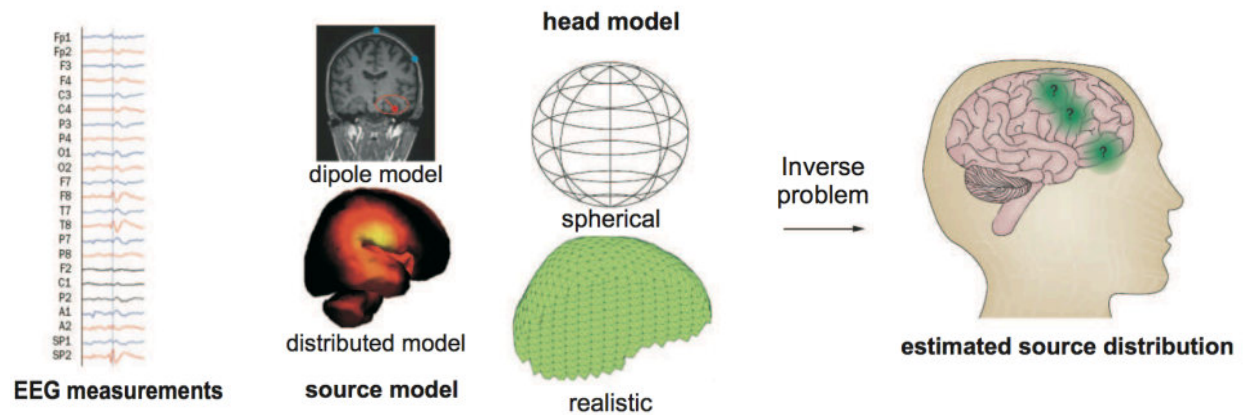 Fp1
Fp2
F3
F4
C3
C4
P3
P4
O1
O2
F7
F8
T7
T8
P7
P8
F2
C1
P2
A1
A2
SP1
SP2
EEG measurements
dipole model
distributed model
source model
head model
spherical
realistic
Inverse
problem
?
?
?
estimated source distribution